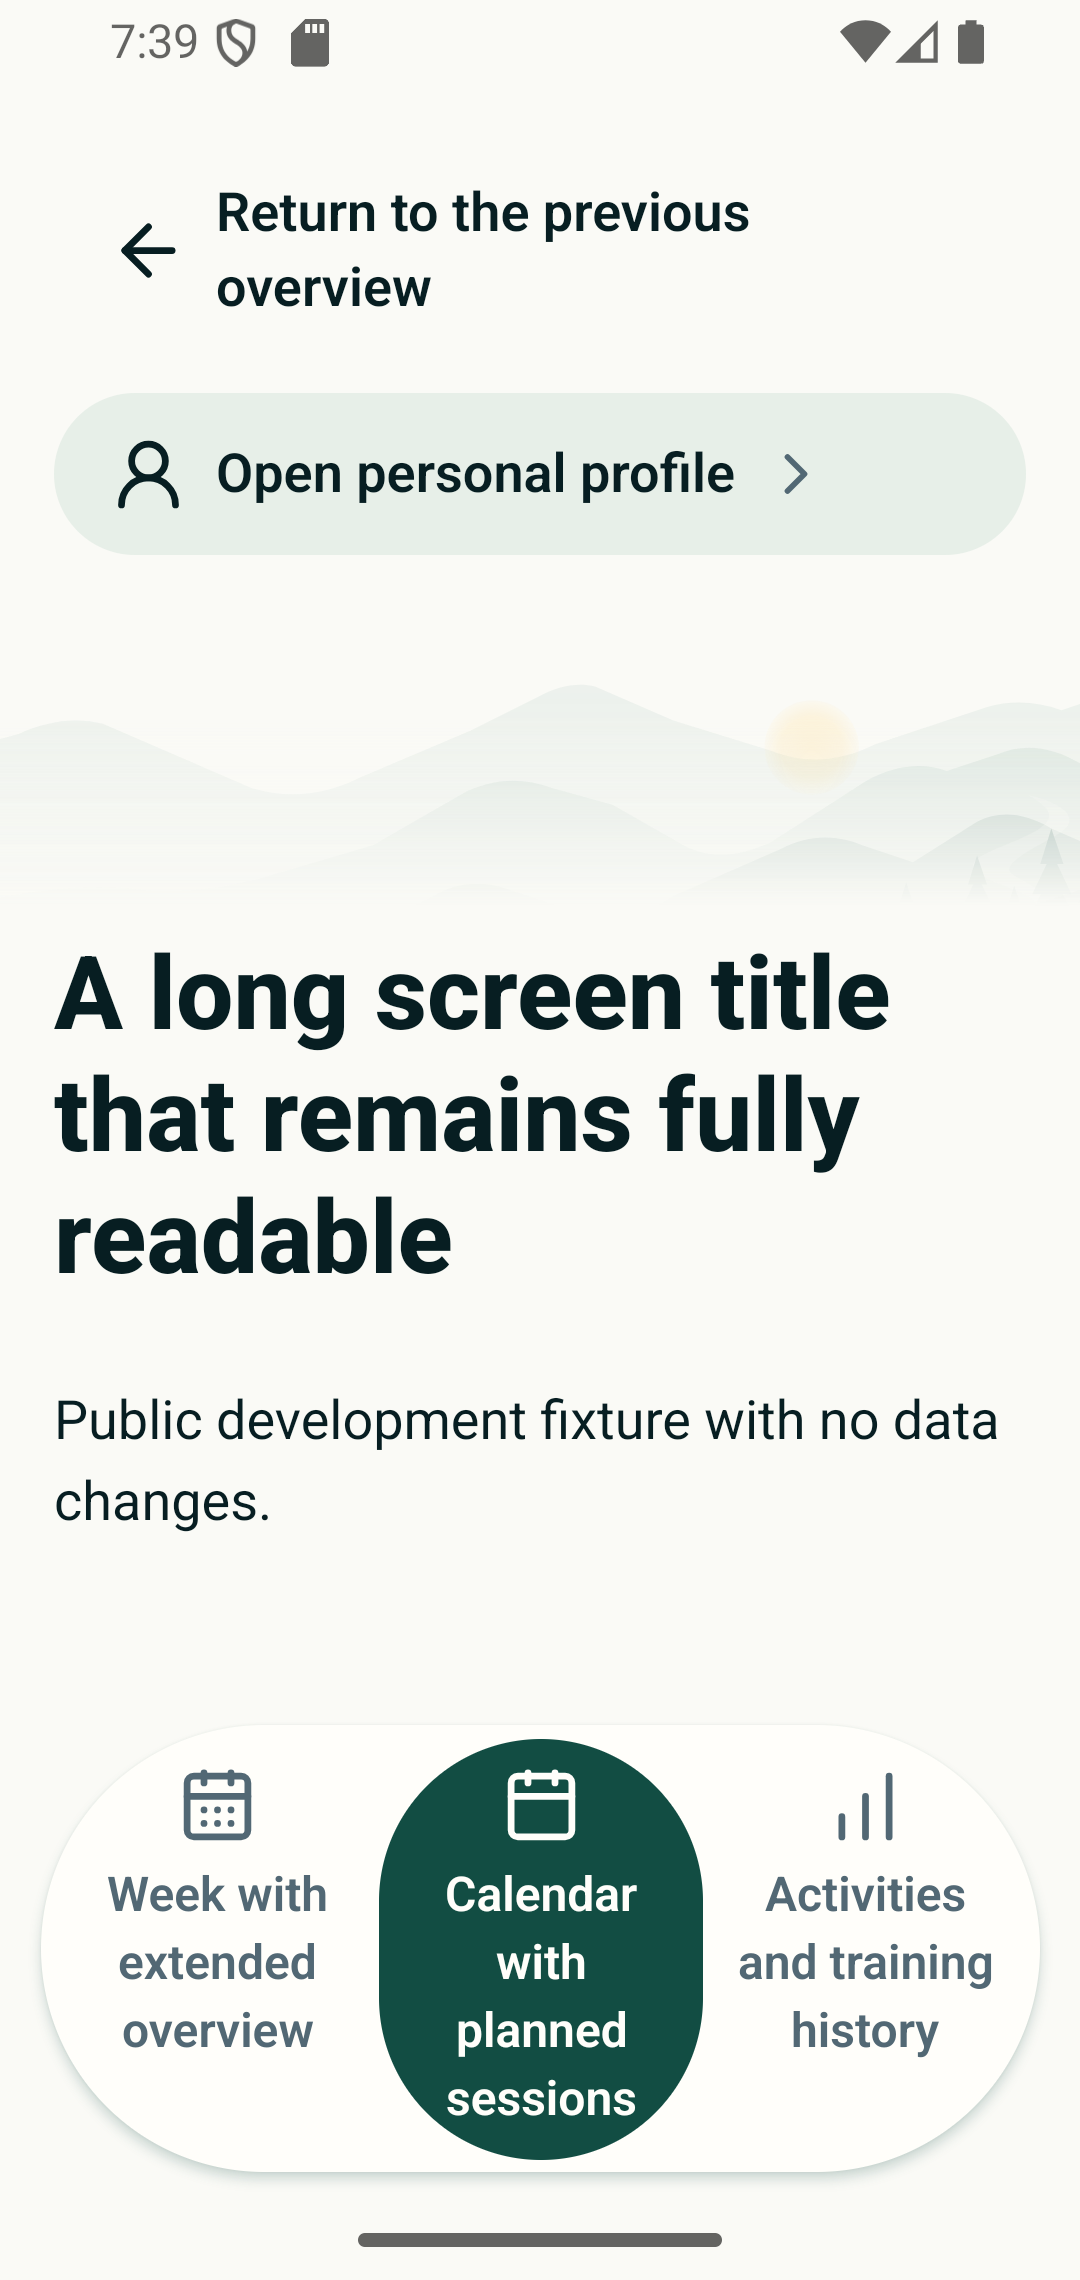 7:39
Return to the previous
overview
Open personal profile
A long screen title
that remains fully
readable
Public development fixture with no data
changes.
Week with
extended
overview
Calendar
with
planned
sessions
Activities
and training
history